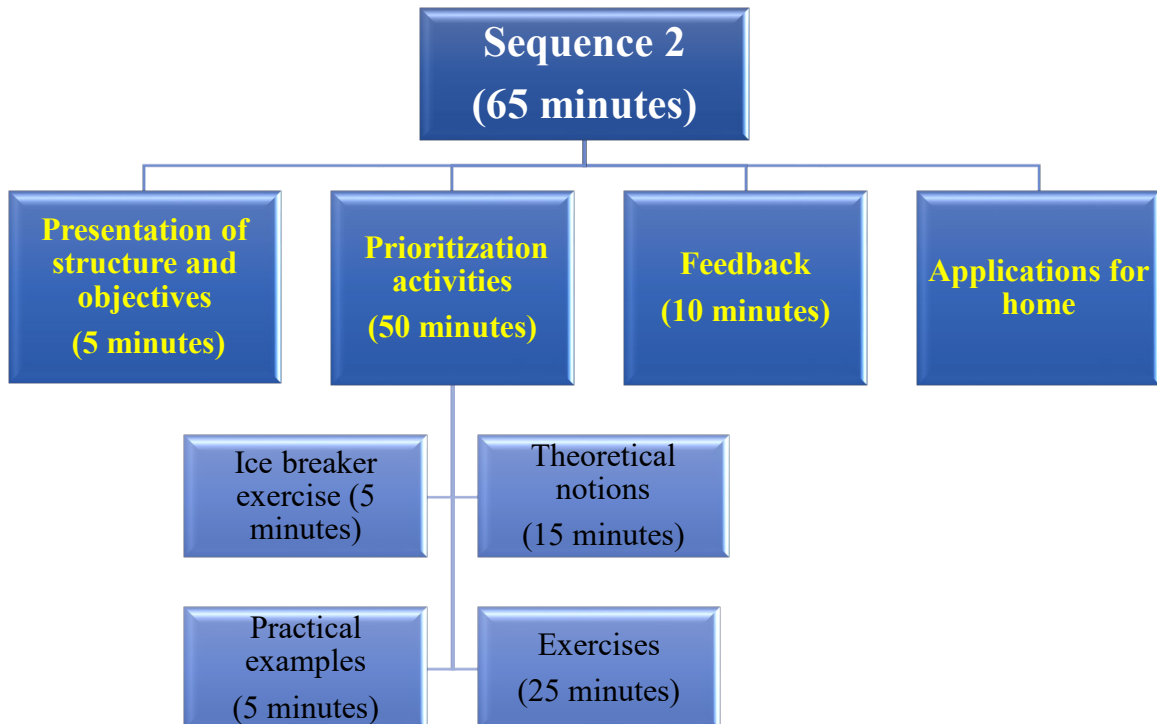 Sequence 2
(65 minutes)
Presentation of
structure and
objectives
(5 minutes)
Prioritization
activities
(50 minutes)
Feedback
(10 minutes)
Applications for
home
Ice breaker
exercise (5
minutes)
Theoretical
notions
(15 minutes)
Practical
examples
(5 minutes)
Exercises
(25 minutes)